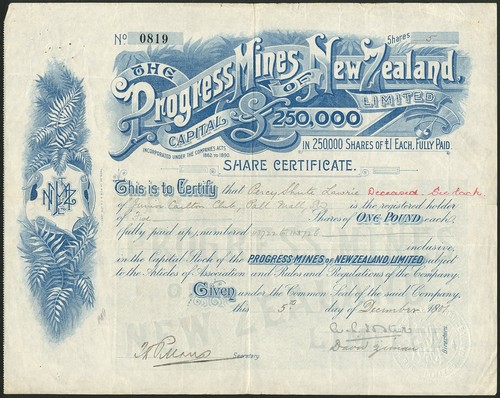 No 0819
Shares 5
THE
Progress Mines OF New Zealand,
LIMITED
CAPITAL £250,000
IN 250,000 SHARES OF £1 EACH, FULLY PAID.
INCORPORATED UNDER THE COMPANIES ACTS
1862 TO 1890.
SHARE CERTIFICATE.
This is to Certify that Percy Lawrie Deceased
of Junior Carlton Club, Pall Mall is the registered holder
of Five Shares of ONE POUND each,
fully paid up, numbered inclusive,
in the Capital Stock of the PROGRESS MINES OF NEW ZEALAND, LIMITED, subject
to the Articles of Association and Rules and Regulations of the Company.
Given under the Common Seal of the said Company,
this 5th day of December 18
Secretary
David Ziman
Directors